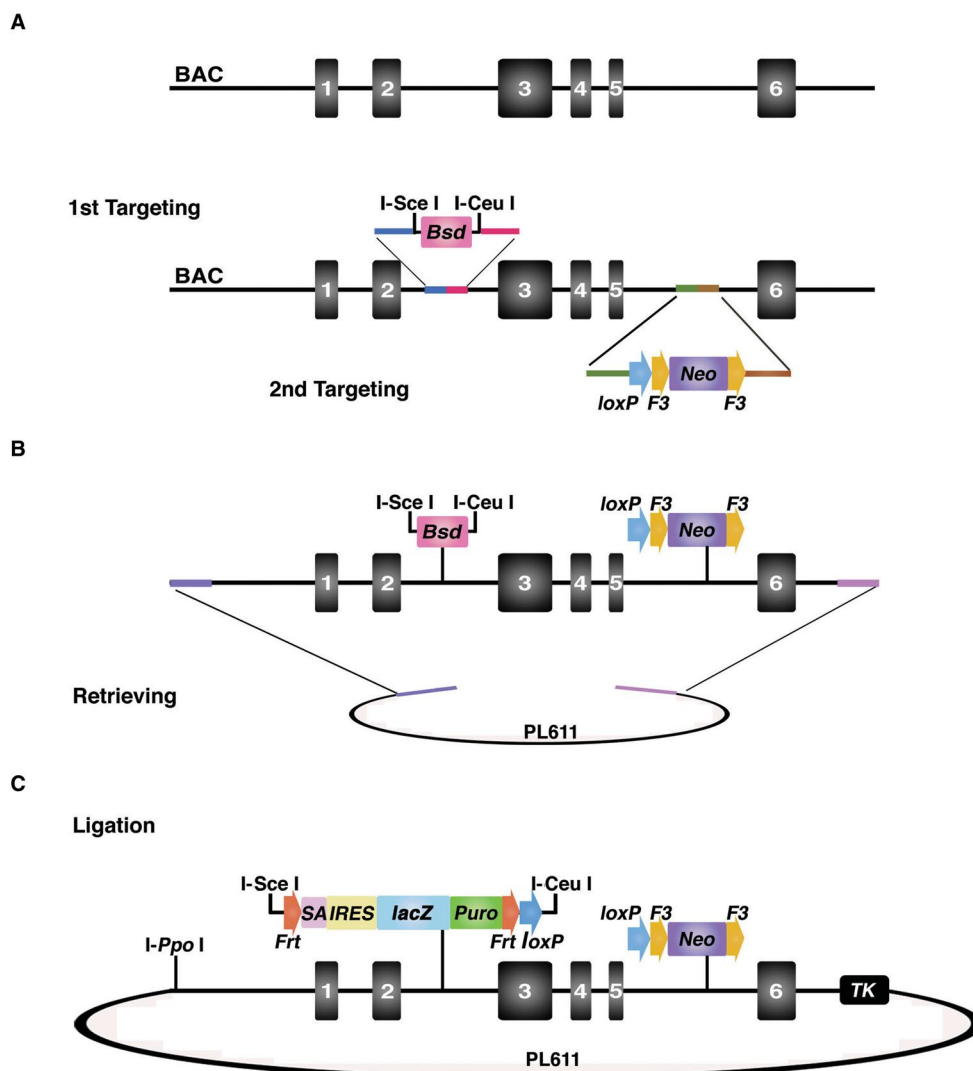 A
BAC
1 2 3 4 5 6
1st Targeting
I-Sce I I-Ceu I
Bsd
BAC
1 2 3 4 5 6
2nd Targeting
Neo
loxP F3 F3
B
I-Sce I I-Ceu I
loxP F3 F3
Bsd Neo
1 2 3 4 5 6
Retrieving
PL611
C
Ligation
I-Sce I I-Ceu I
SA IRES lacZ Puro
Frt Frt loxP
loxP F3 F3
Neo
I-Ppo I
1 2 3 4 5 6 TK
PL611